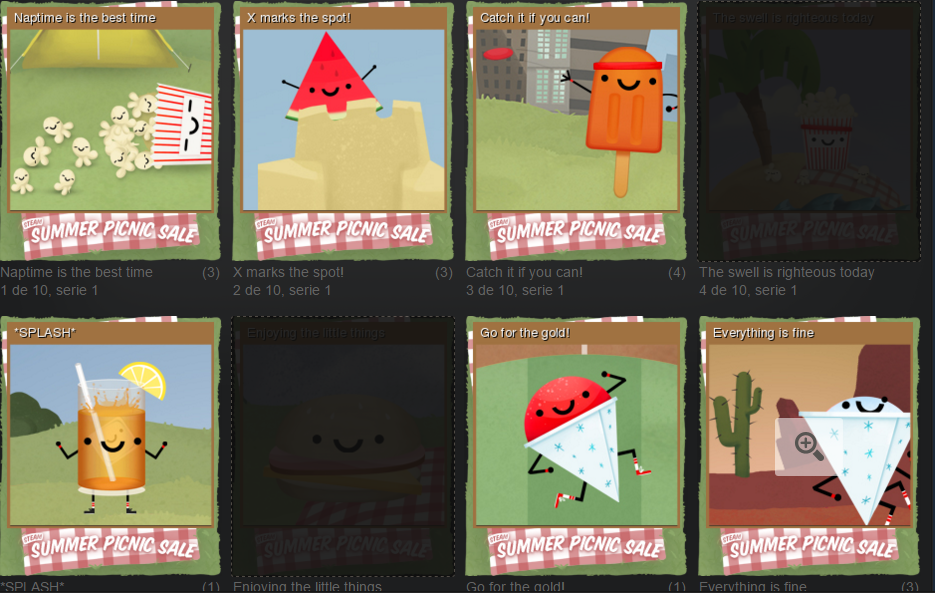 Naptime is the best time
X marks the spot!
Catch it if you can!
The swell is righteous today
STEAM
SUMMER PICNIC SALE
STEAM
SUMMER PICNIC SALE
STEAM
SUMMER PICNIC SALE
SUMMER PICNIC SALE
Naptime is the best time (3)
1 de 10, serie 1
X marks the spot! (3)
2 de 10, serie 1
Catch it if you can! (4)
3 de 10, serie 1
The swell is righteous today
4 de 10, serie 1
*SPLASH*
Enjoying the little things
Go for the gold!
Everything is fine
STEAM
SUMMER PICNIC SALE
SUMMER PICNIC SALE
STEAM
SUMMER PICNIC SALE
STEAM
SUMMER PICNIC SALE
*SPLASH* (1)
Enjoying the little things
Go for the gold! (1)
Everything is fine (3)